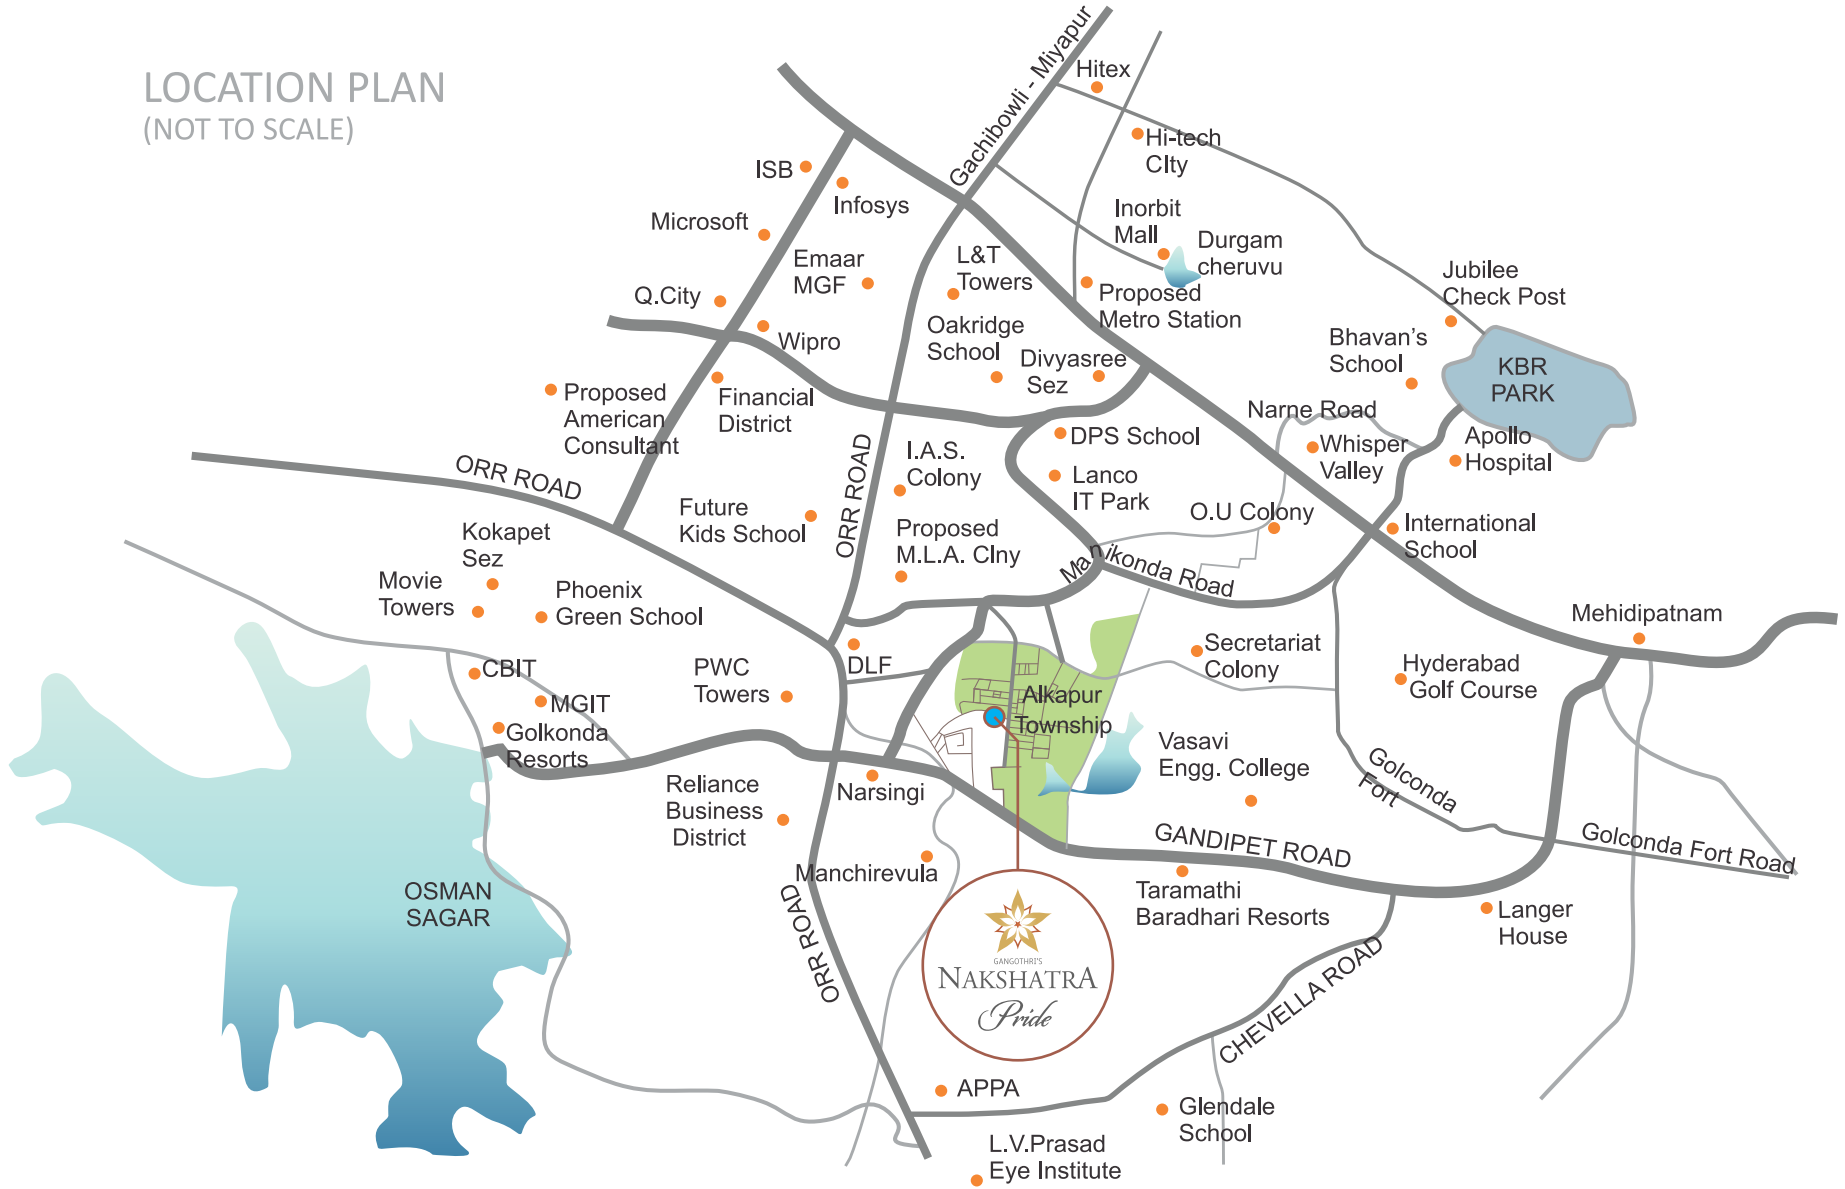 LOCATION PLAN
(NOT TO SCALE)
Gachibowli - Miyapur
Hitex
Hi-tech
CIty
ISB
Infosys
Microsoft
Inorbit
Mall
Durgam
cheruvu
Emaar
MGF
L&T
Towers
Q.City
Proposed
Metro Station
Jubilee
Check Post
Wipro
Oakridge
School
Divyasree
Sez
Bhavan's
School
KBR
PARK
Proposed
American
Consultant
Financial
District
Narne Road
DPS School
Whisper
Valley
Apollo
Hospital
ORR ROAD
ORR ROAD
I.A.S.
Colony
Lanco
IT Park
Future
Kids School
O.U Colony
International
School
Kokapet
Sez
Proposed
M.L.A. Clny
Manikonda Road
Movie
Towers
Phoenix
Green School
Mehidipatnam
CBIT
PWC
Towers
DLF
Secretariat
Colony
Hyderabad
Golf Course
MGIT
Alkapur
Township
Golkonda
Resorts
Vasavi
Engg. College
Golconda
Fort
Reliance
Business
District
Narsingi
GANDIPET ROAD
Golconda Fort Road
Manchirevula
OSMAN
SAGAR
ORR ROAD
Taramathi
Baradhari Resorts
Langer
House
GANGOTHRI'S
NAKSHATRA
Pride
CHEVELLA ROAD
APPA
Glendale
School
L.V.Prasad
Eye Institute